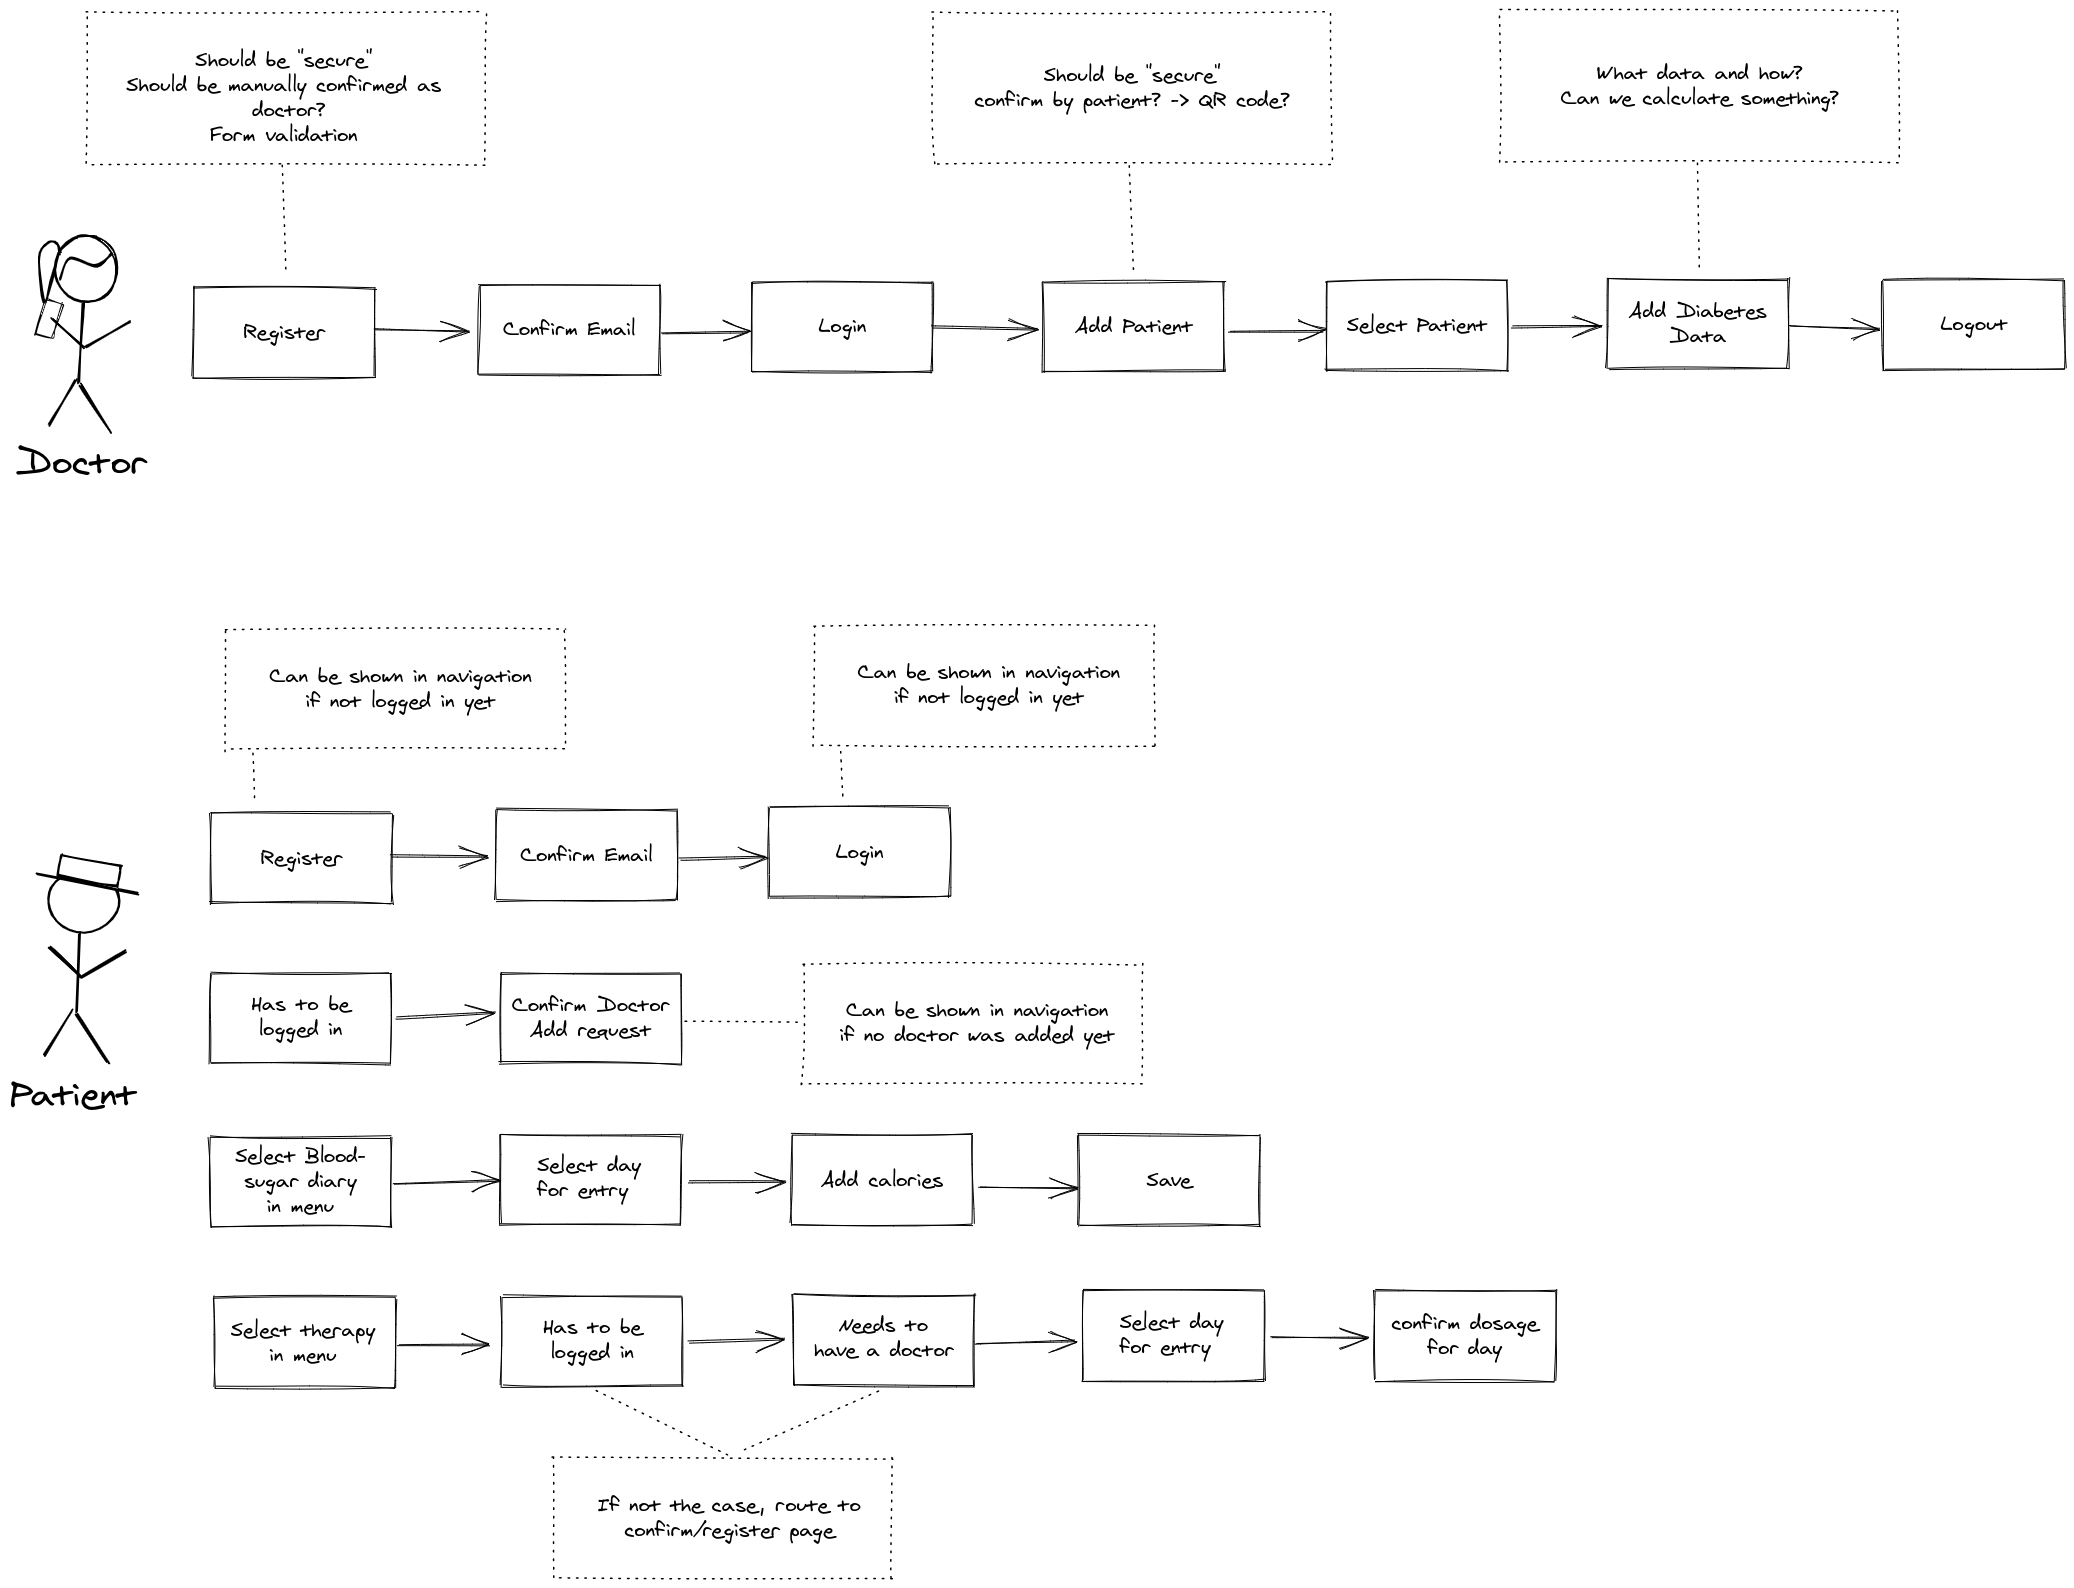 Should be "secure"
Should be manually confirmed as
doctor?
Form validation
Should be "secure"
confirm by patient? -> QR code?
What data and how?
Can we calculate something?
Register
Confirm Email
Login
Add Patient
Select Patient
Add Diabetes
Data
Logout
Doctor
Can be shown in navigation
if not logged in yet
Can be shown in navigation
if not logged in yet
Register
Confirm Email
Login
Has to be
logged in
Confirm Doctor
Add request
Can be shown in navigation
if no doctor was added yet
Patient
Select Blood-
sugar diary
in menu
Select day
for entry
Add calories
Save
Select therapy
in menu
Has to be
logged in
Needs to
have a doctor
Select day
for entry
confirm dosage
for day
If not the case, route to
confirm/register page